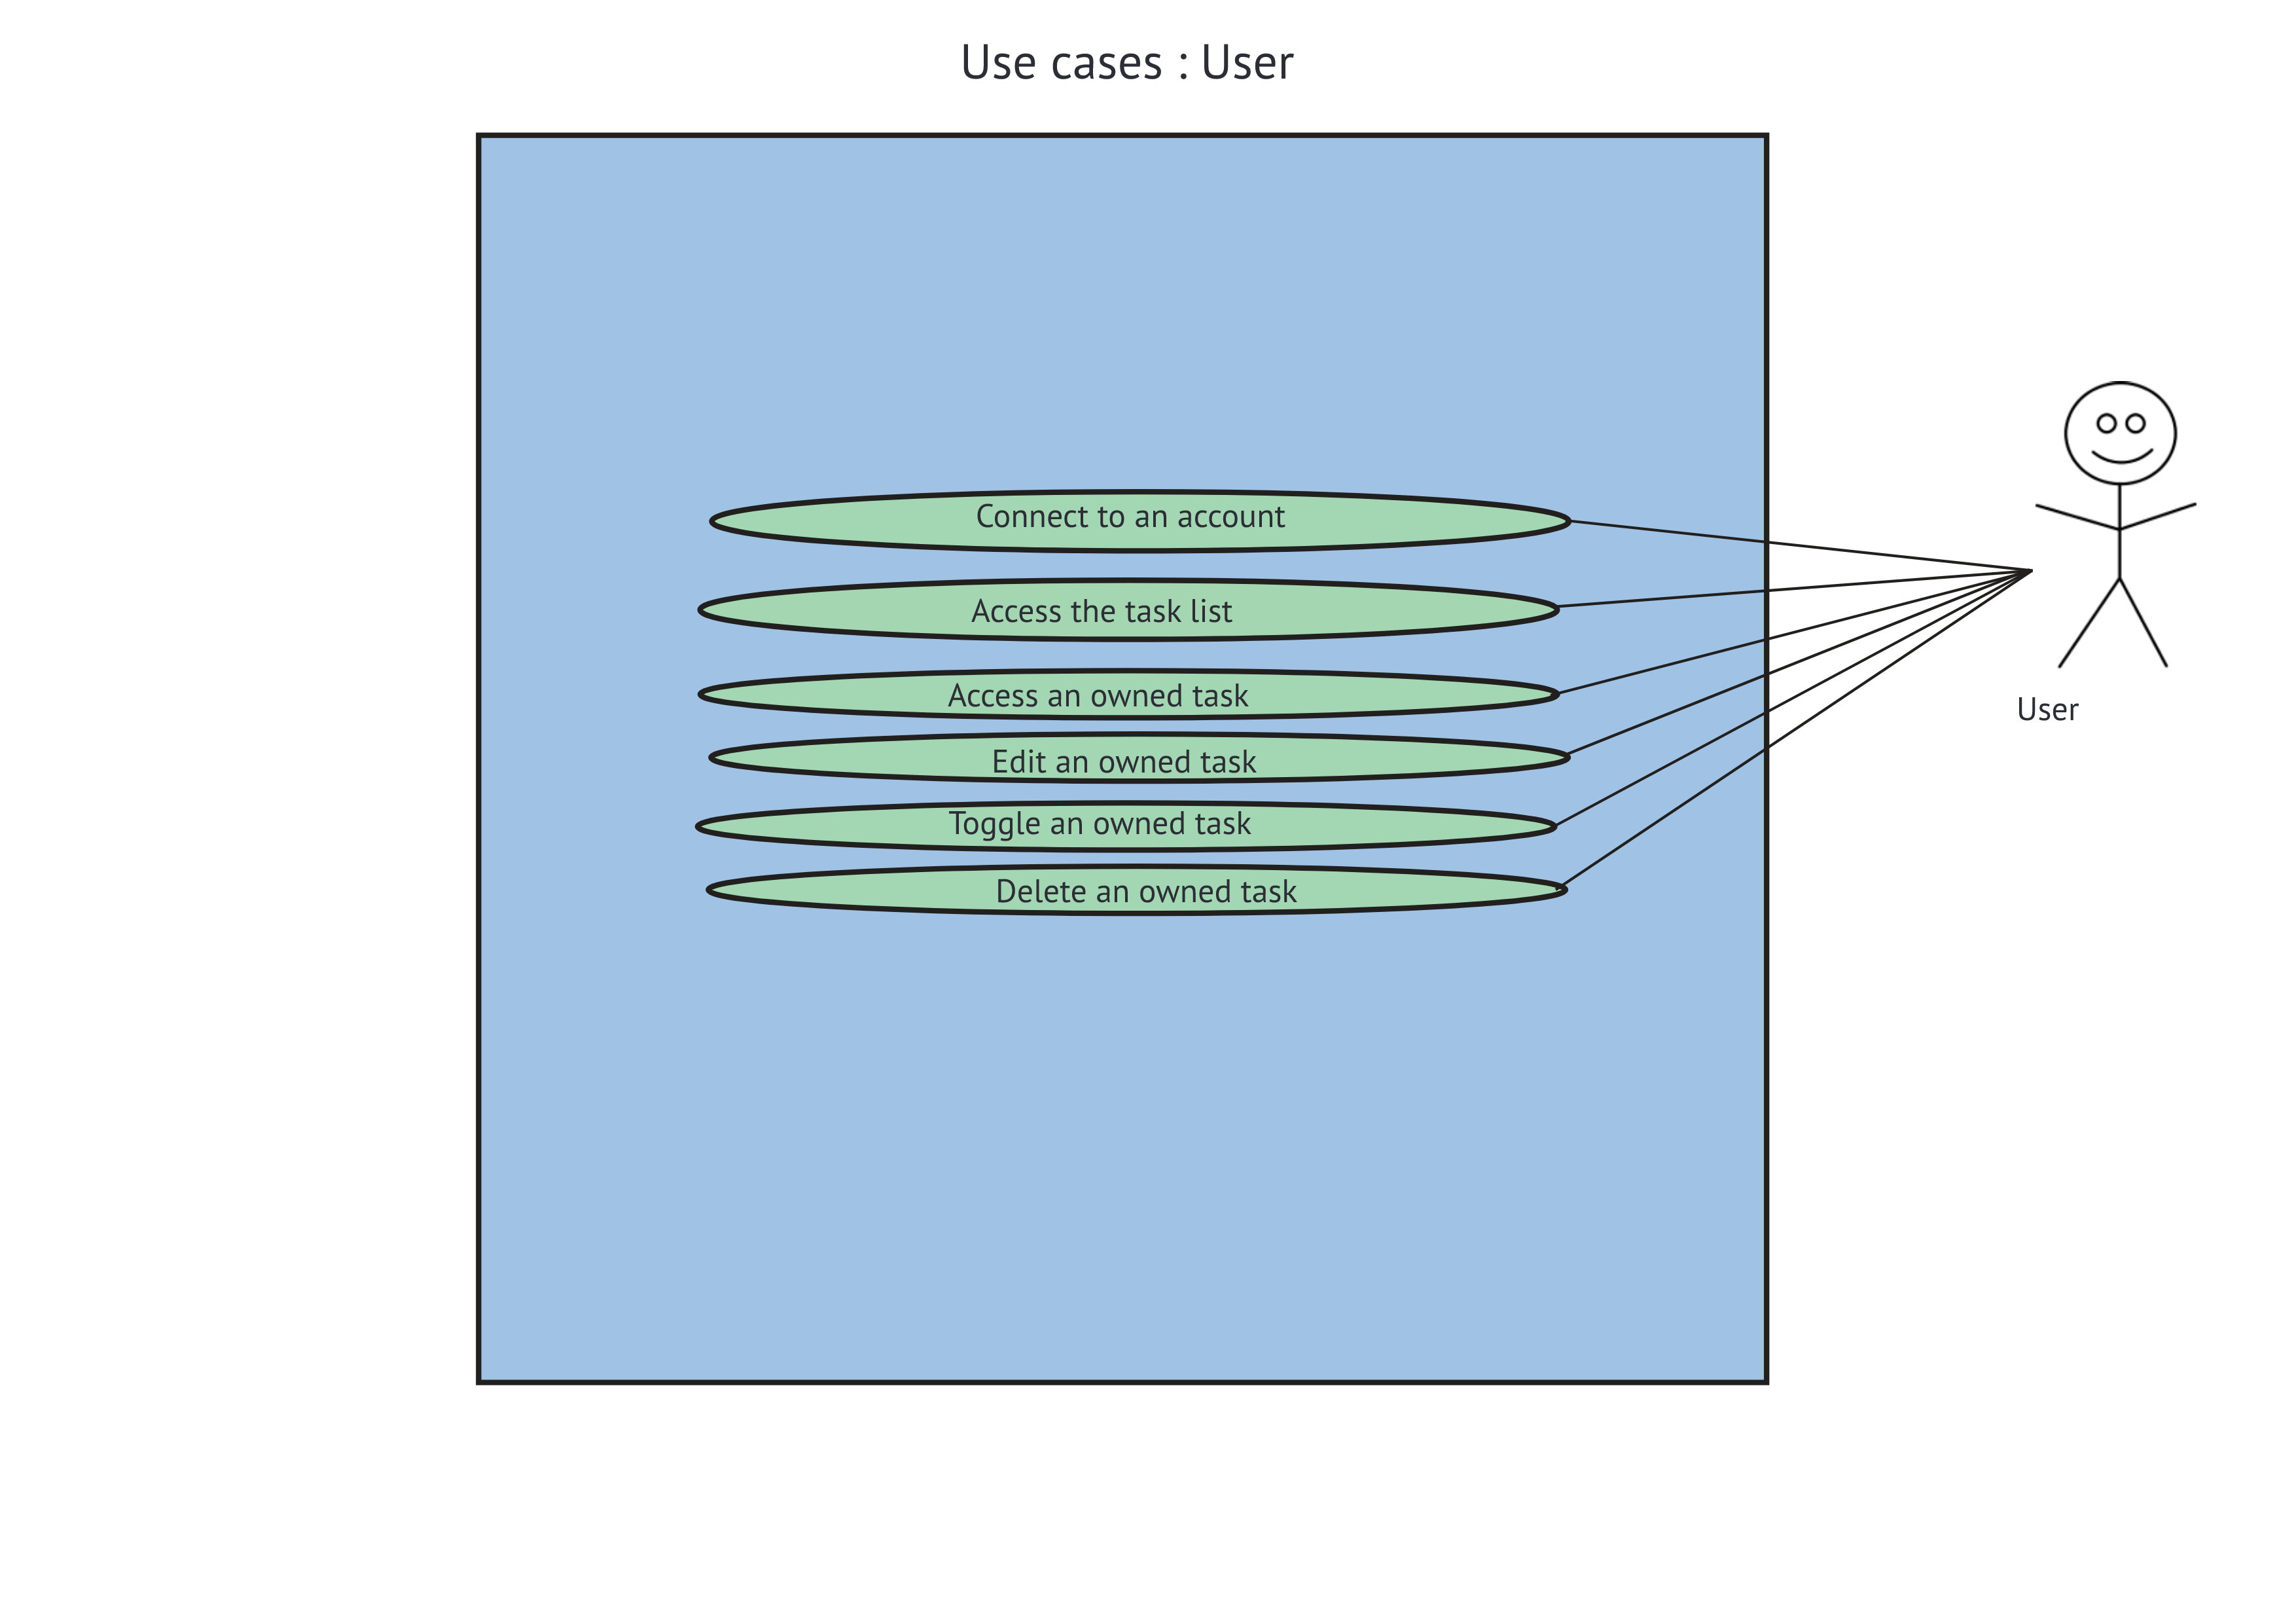 Use cases : User
Connect to an account
Access the task list
Access an owned task
Edit an owned task
Toggle an owned task
Delete an owned task
User